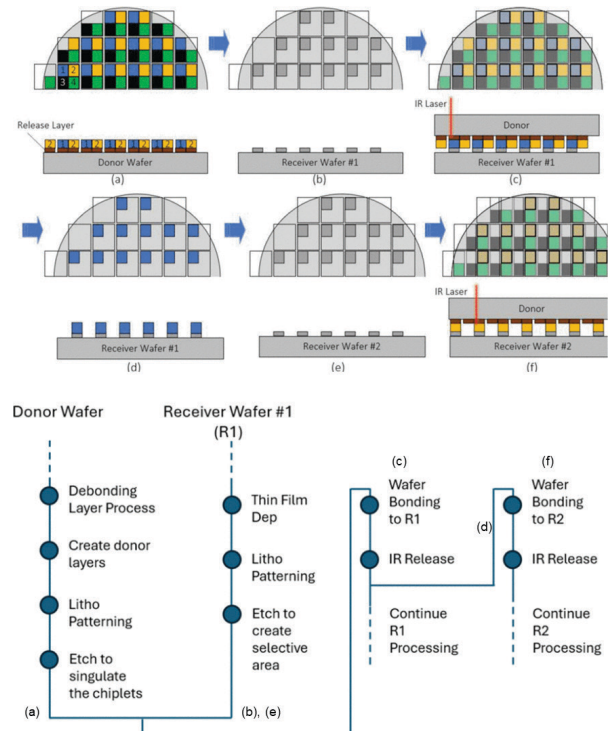 1 2
3 4
Release Layer
2 1 2 1 2 1 2 1 2 1 2 1 2
Donor Wafer
(a)
Receiver Wafer #1
(b)
IR Laser
Donor
Receiver Wafer #1
(c)
Receiver Wafer #1
(d)
Receiver Wafer #2
(e)
IR Laser
Donor
Receiver Wafer #2
(f)
Donor Wafer
Debonding
Layer Process
Create donor
layers
Litho
Patterning
Etch to
singulate
the chiplets
(a)
Receiver Wafer #1
(R1)
Thin Film
Dep
Litho
Patterning
Etch to
create
selective
area
(b), (e)
(c)
Wafer
Bonding
to R1
IR Release
Continue
R1
Processing
(d)
(f)
Wafer
Bonding
to R2
IR Release
Continue
R2
Processing